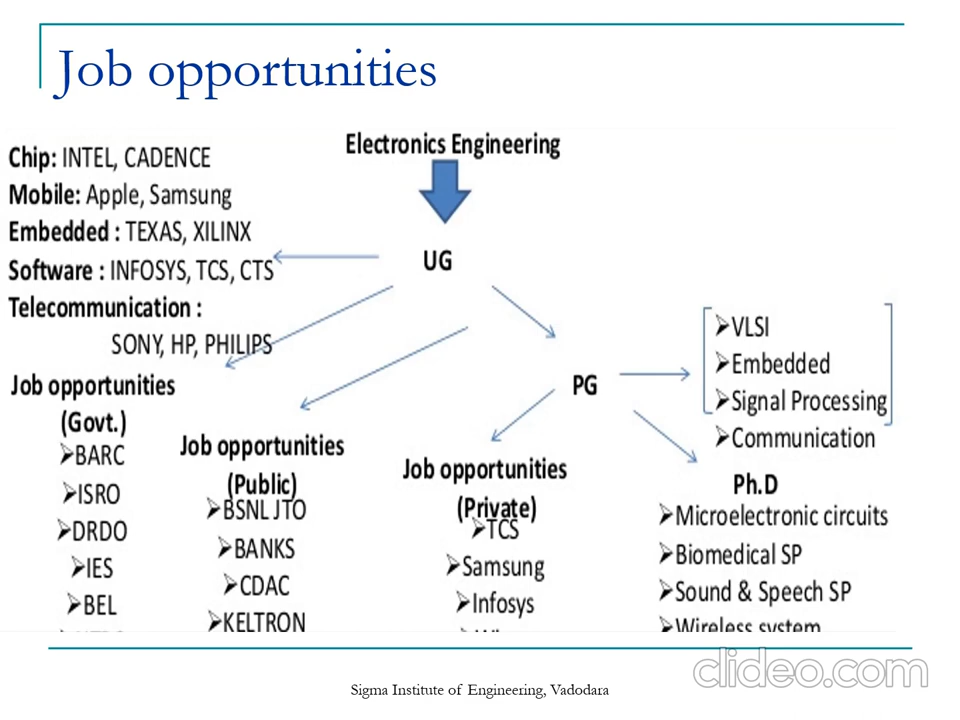 Job opportunities
Electronics Engineering
Chip: INTEL, CADENCE
Mobile: Apple, Samsung
Embedded : TEXAS, XILINX
Software : INFOSYS, TCS, CTS
Telecommunication :
SONY, HP, PHILIPS
UG
Job opportunities
(Govt.)
➢BARC
➢ISRO
➢DRDO
➢IES
➢BEL
Job opportunities
(Public)
➢BSNL JTO
➢BANKS
➢CDAC
➢KELTRON
PG
➢VLSI
➢Embedded
➢Signal Processing
➢Communication
Job opportunities
(Private)
➢TCS
➢Samsung
➢Infosys
Ph.D
➢Microelectronic circuits
➢Biomedical SP
➢Sound & Speech SP
➢Wireless system
Sigma Institute of Engineering, Vadodara
clideo.com